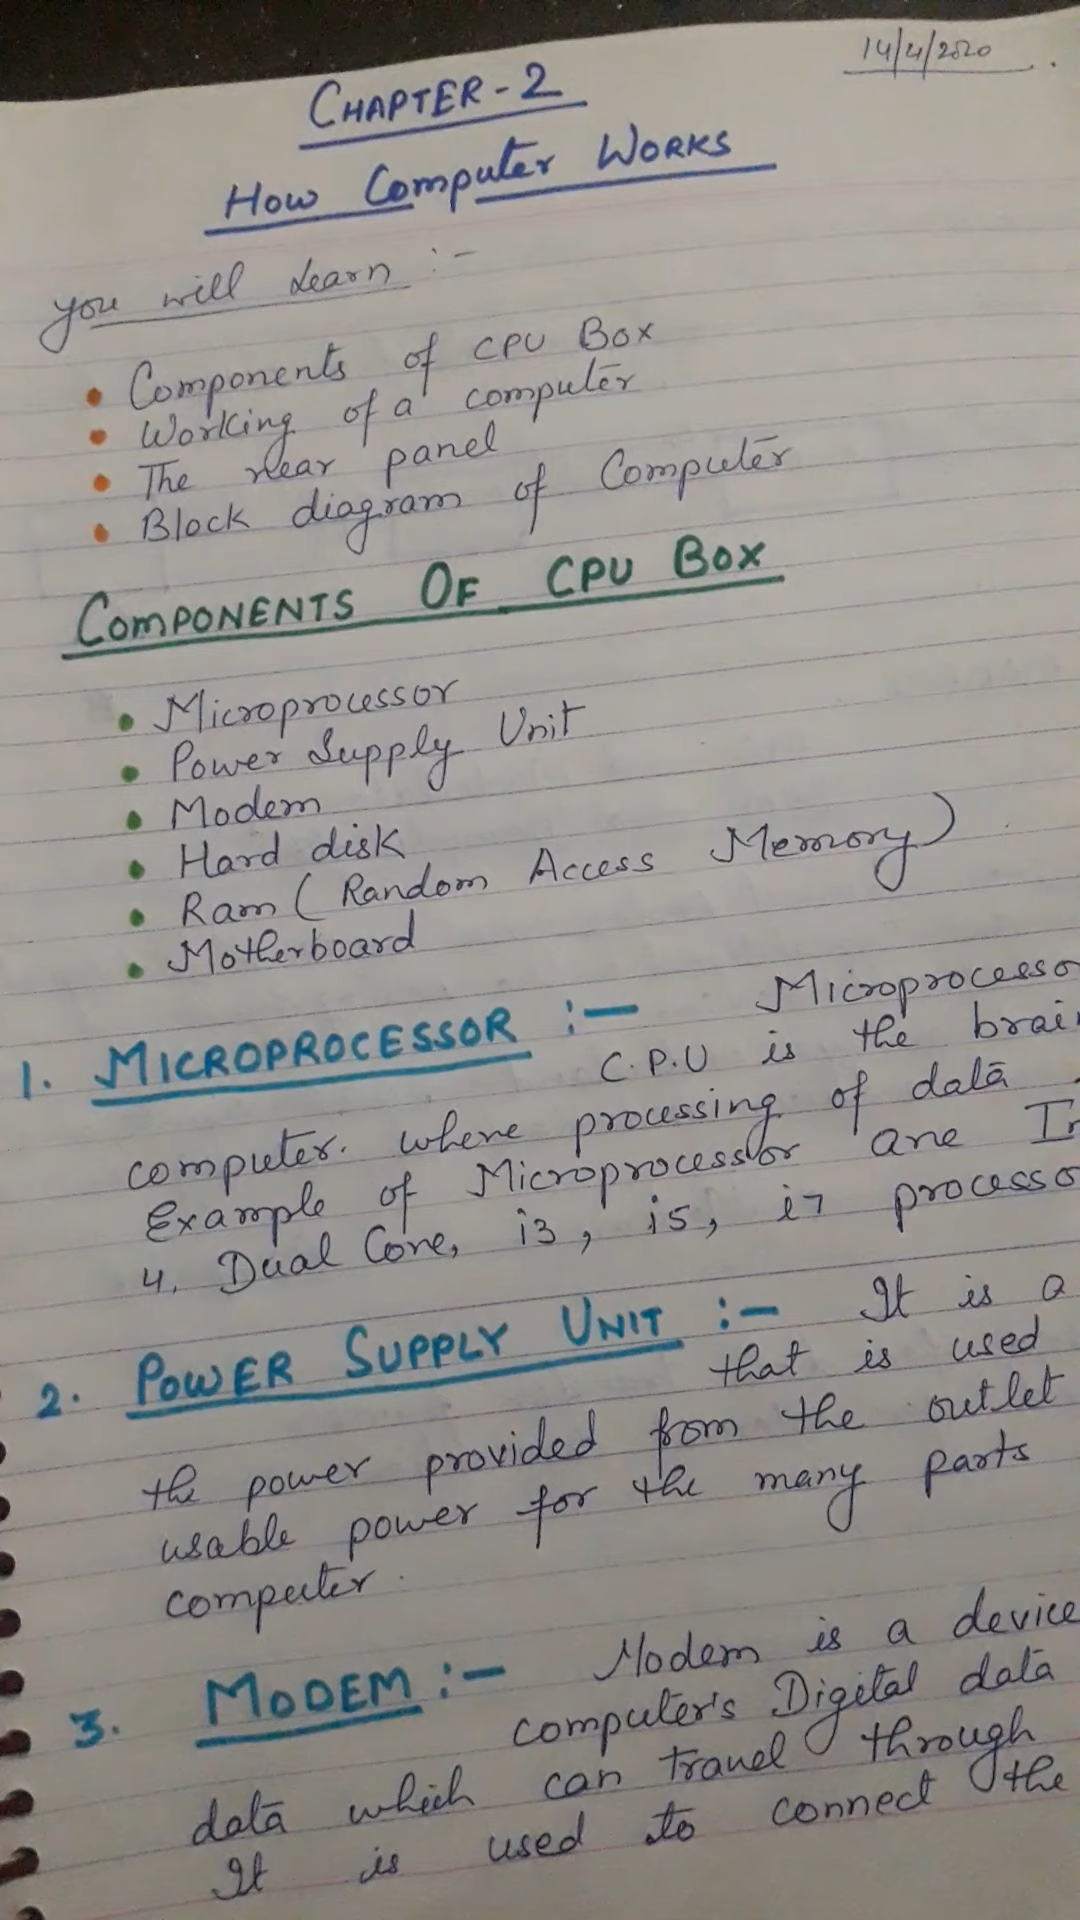 14/4/2020
CHAPTER-2
How Computer Works
you will Learn :-
• Components of CPU Box
• Working of a computer
• The rear panel
• Block diagram of Computer
COMPONENTS OF CPU BOX
• Microprocessor
• Power Supply Unit
• Modem
• Hard disk
• Ram ( Random Access Memory)
• Motherboard
1. MICROPROCESSOR :- Microprocesso
C.P.U is the brai
computer. where processing of data
Example of Microprocessor are In
4, Dual Core, i3, i5, i7 processo
2. POWER SUPPLY UNIT :- It is a
that is used
the power provided from the outlet
usable power for the many parts
computer.
3. MODEM :- Modem is a device
computer's Digital data
data which can travel through
It is used to connect the